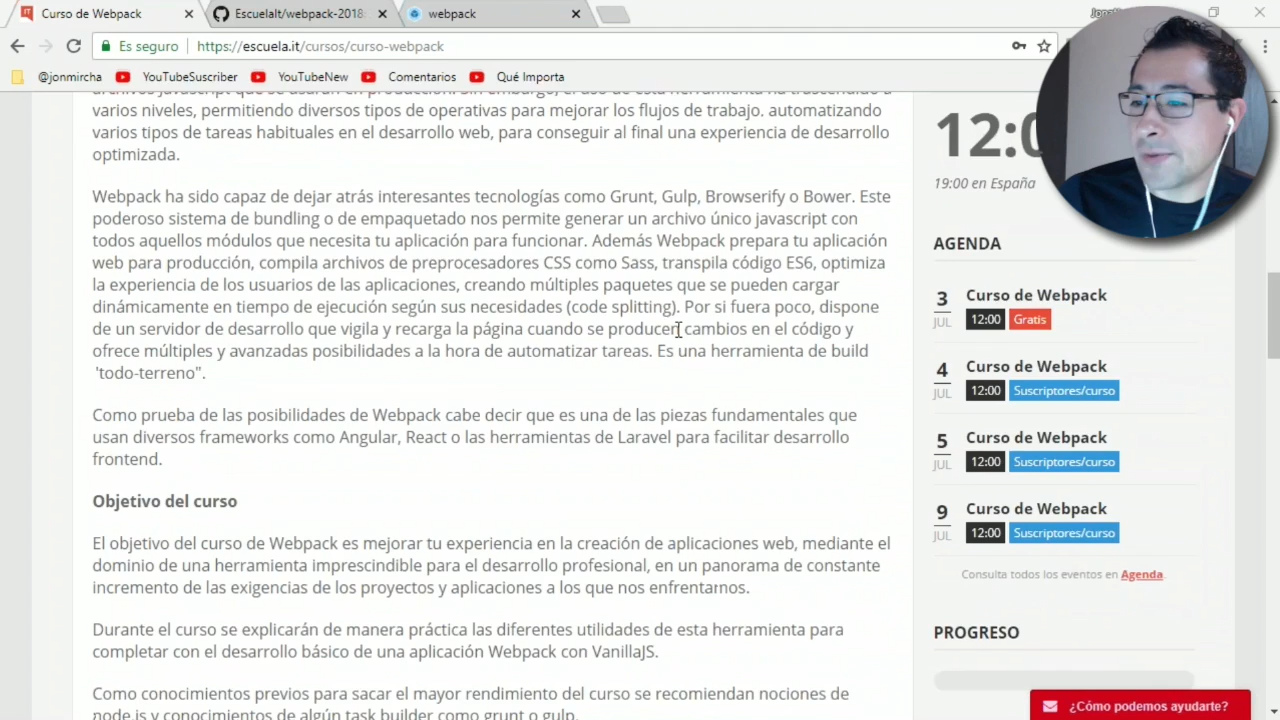 Curso de Webpack
EscuelaIt/webpack-2018:
webpack
Es seguro
https://escuela.it/cursos/curso-webpack
@jonmircha
YouTubeSuscriber
YouTubeNew
Comentarios
Qué Importa
varios niveles, permitiendo diversos tipos de operativas para mejorar los flujos de trabajo. automatizando
varios tipos de tareas habituales en el desarrollo web, para conseguir al final una experiencia de desarrollo
optimizada.
Webpack ha sido capaz de dejar atrás interesantes tecnologías como Grunt, Gulp, Browserify o Bower. Este
poderoso sistema de bundling o de empaquetado nos permite generar un archivo único javascript con
todos aquellos módulos que necesita tu aplicación para funcionar. Además Webpack prepara tu aplicación
web para producción, compila archivos de preprocesadores CSS como Sass, transpila código ES6, optimiza
la experiencia de los usuarios de las aplicaciones, creando múltiples paquetes que se pueden cargar
dinámicamente en tiempo de ejecución según sus necesidades (code splitting). Por si fuera poco, dispone
de un servidor de desarrollo que vigila y recarga la página cuando se producen cambios en el código y
ofrece múltiples y avanzadas posibilidades a la hora de automatizar tareas. Es una herramienta de build
'todo-terreno".
Como prueba de las posibilidades de Webpack cabe decir que es una de las piezas fundamentales que
usan diversos frameworks como Angular, React o las herramientas de Laravel para facilitar desarrollo
frontend.
Objetivo del curso
El objetivo del curso de Webpack es mejorar tu experiencia en la creación de aplicaciones web, mediante el
dominio de una herramienta imprescindible para el desarrollo profesional, en un panorama de constante
incremento de las exigencias de los proyectos y aplicaciones a los que nos enfrentarnos.
Durante el curso se explicarán de manera práctica las diferentes utilidades de esta herramienta para
completar con el desarrollo básico de una aplicación Webpack con VanillaJS.
Como conocimientos previos para sacar el mayor rendimiento del curso se recomiendan nociones de
node.js y conocimientos de algún task builder como grunt o gulp.
12:0
19:00 en España
AGENDA
3 Curso de Webpack
JUL 12:00 Gratis
4 Curso de Webpack
JUL 12:00 Suscriptores/curso
5 Curso de Webpack
JUL 12:00 Suscriptores/curso
9 Curso de Webpack
JUL 12:00 Suscriptores/curso
Consulta todos los eventos en Agenda.
PROGRESO
¿Cómo podemos ayudarte?